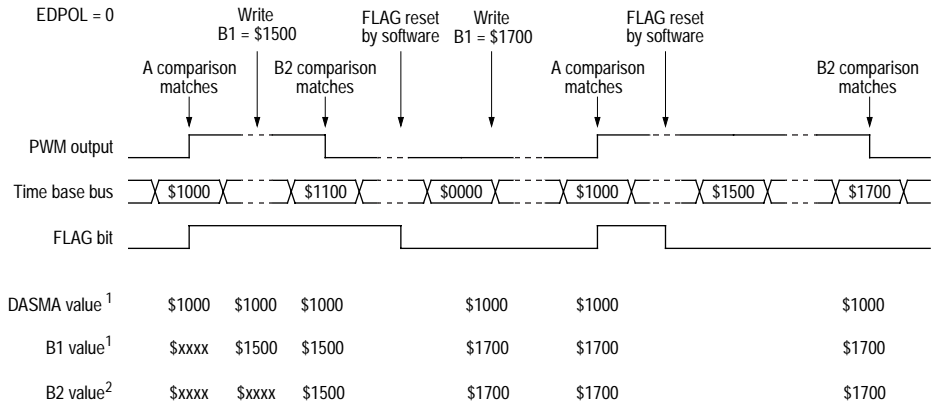 EDPOL = 0
Write
B1 = $1500
FLAG reset
by software
Write
B1 = $1700
FLAG reset
by software
A comparison
matches
B2 comparison
matches
A comparison
matches
B2 comparison
matches
PWM output
Time base bus $1000 $1100 $0000 $1000 $1500 $1700
FLAG bit
DASMA value 1 $1000 $1000 $1000 $1000 $1000 $1000
B1 value1 $xxxx $1500 $1500 $1700 $1700 $1700
B2 value2 $xxxx $xxxx $1500 $1700 $1700 $1700